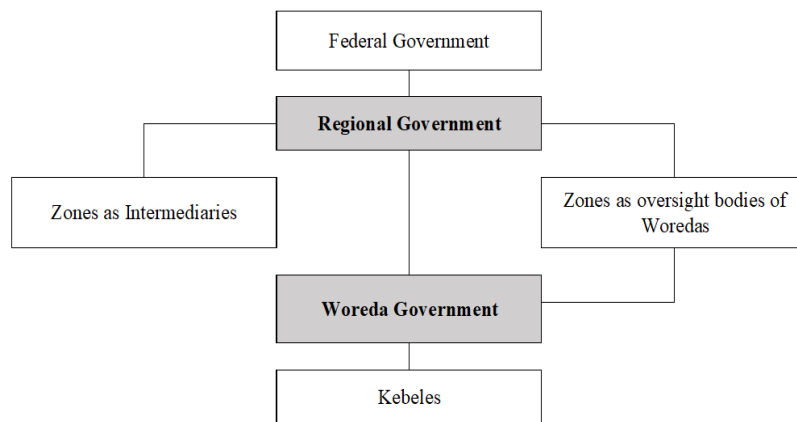 Federal Government
Regional Government
Zones as Intermediaries
Zones as oversight bodies of
Woredas
Woreda Government
Kebeles